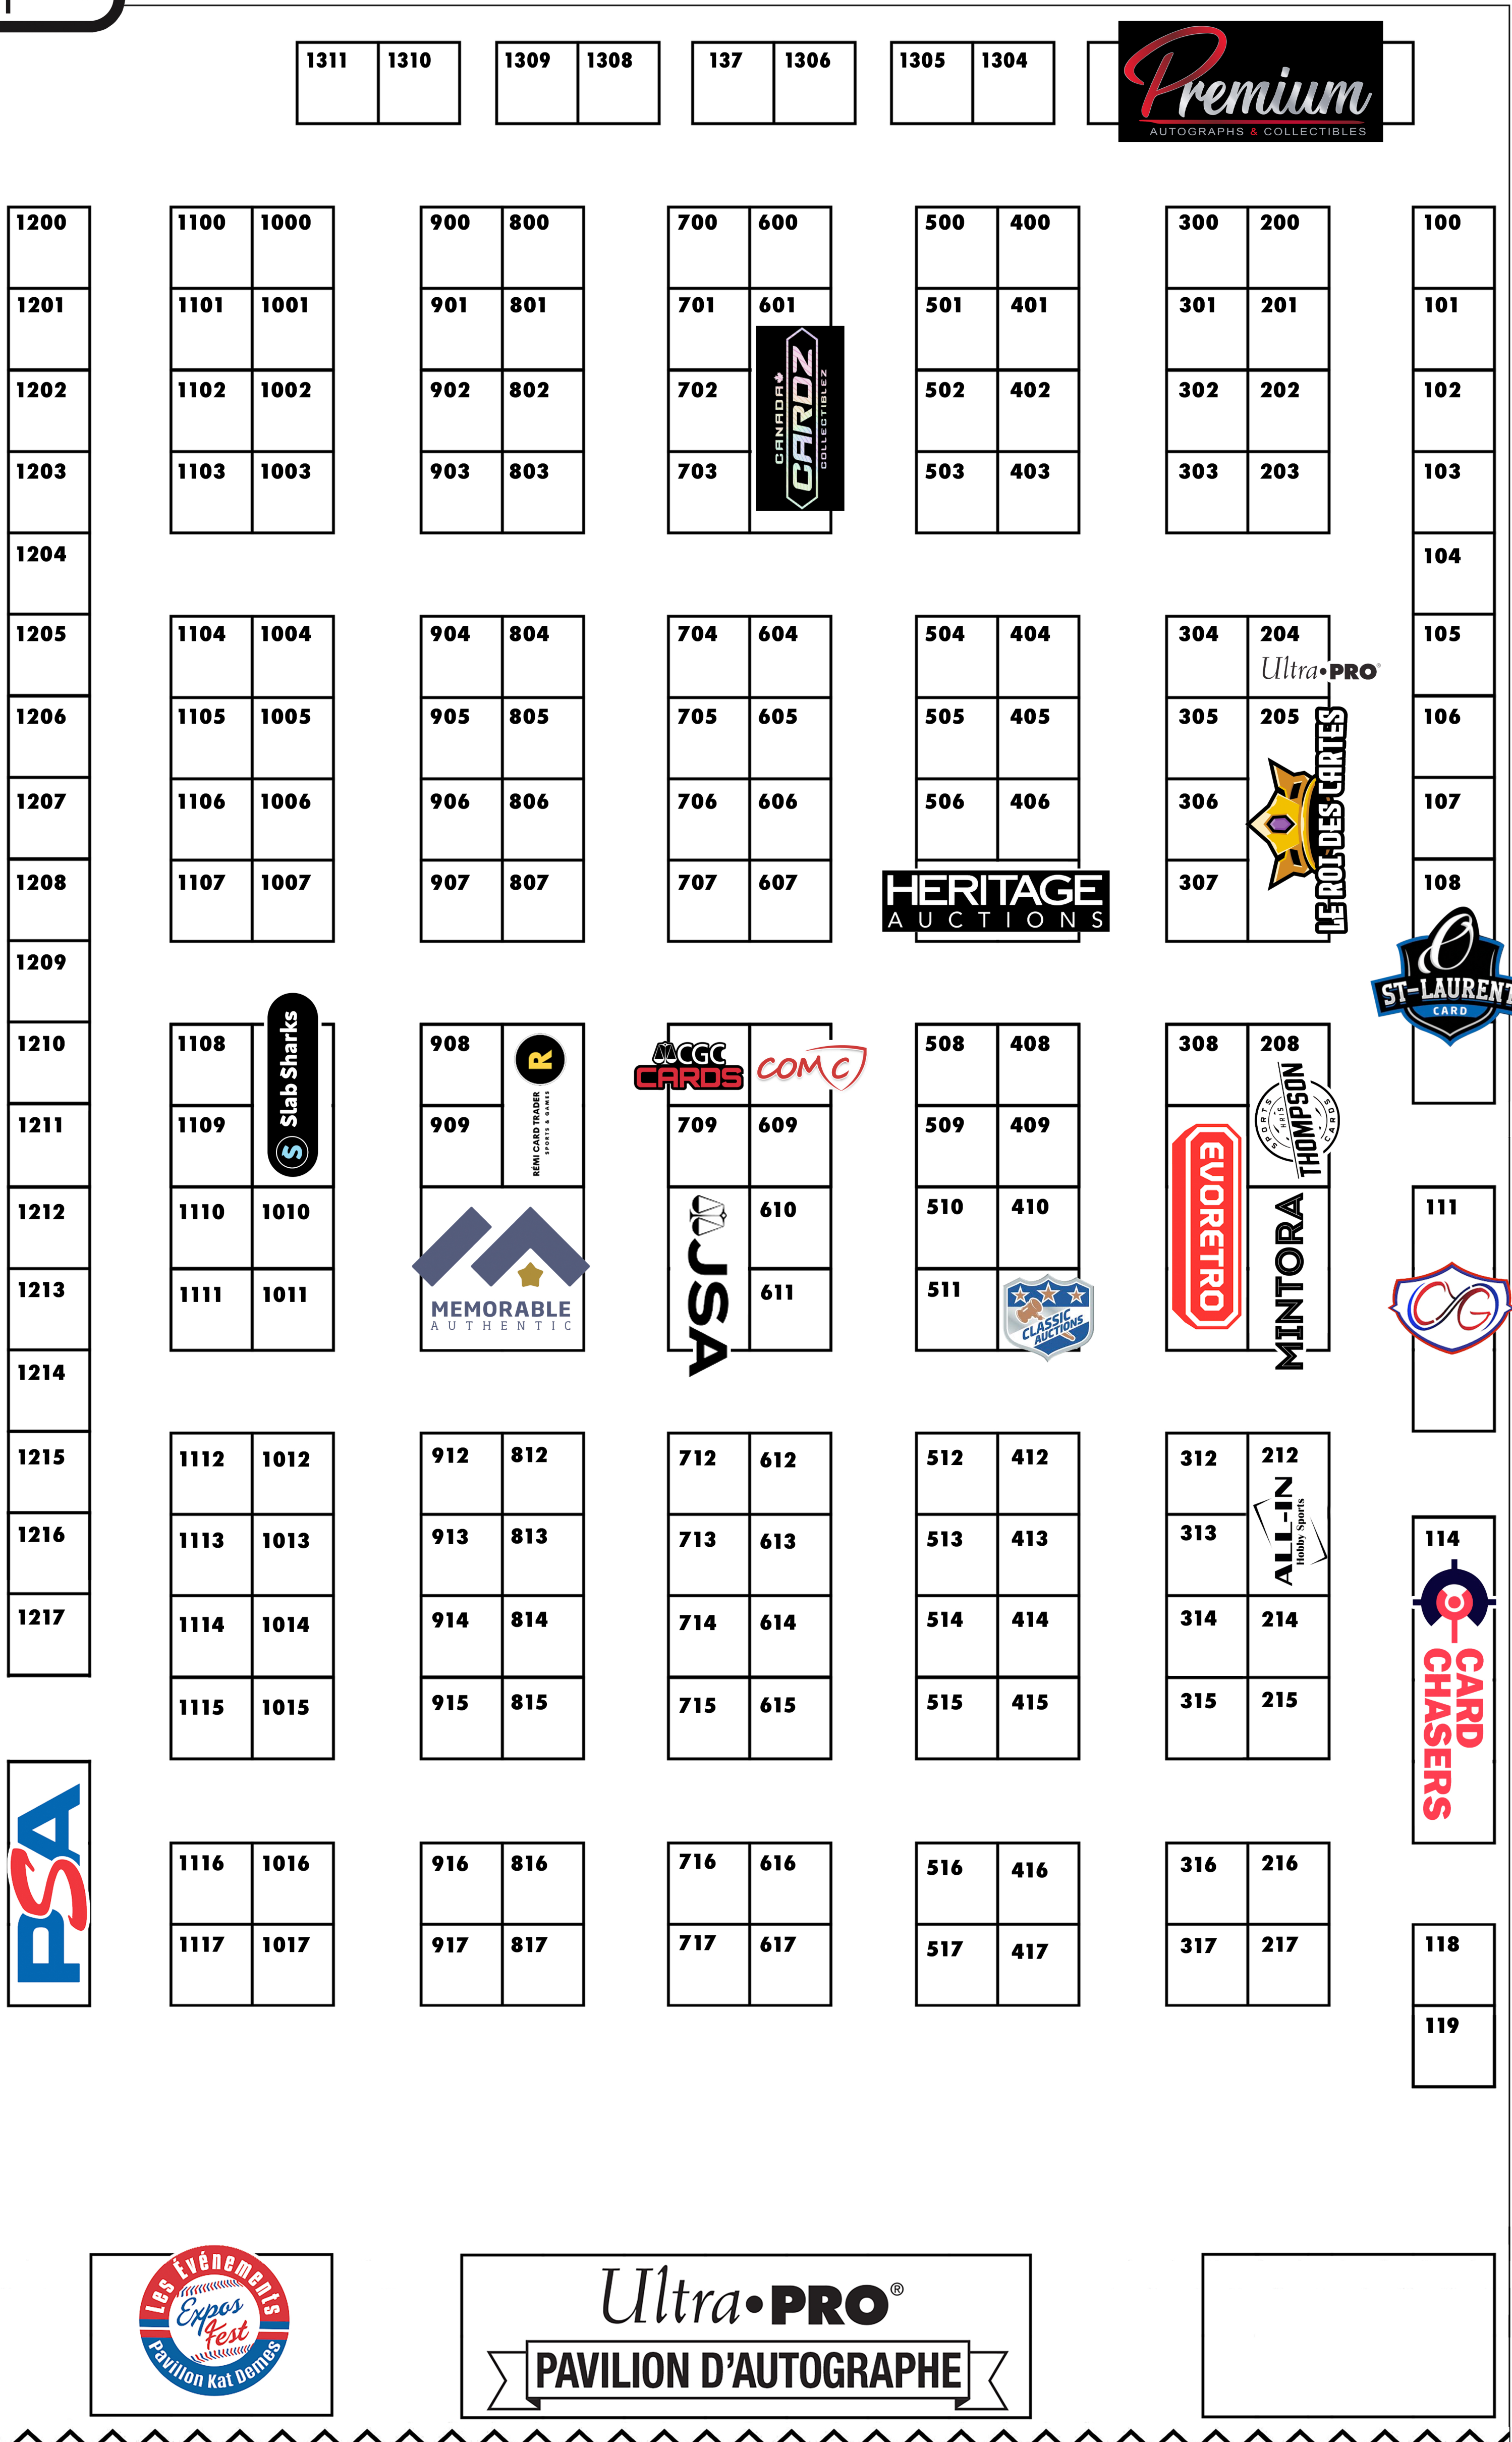 1311 1310 1309 1308 137 1306 1305 1304
Premium
AUTOGRAPHS & COLLECTIBLES
1200 1100 1000 900 800 700 600 500 400 300 200 100
1201 1101 1001 901 801 701 601 501 401 301 201 101
CANADA
CARDZ
COLLECTIBLEZ
1202 1102 1002 902 802 702 502 402 302 202 102
1203 1103 1003 903 803 703 503 403 303 203 103
1204 104
1205 1104 1004 904 804 704 604 504 404 304 204 105
Ultra•PRO®
1206 1105 1005 905 805 705 605 505 405 305 205 106
LE ROI DES CARTES
1207 1106 1006 906 806 706 606 506 406 306 107
1208 1107 1007 907 807 707 607 307 108
HERITAGE
AUCTIONS
1209
ST-LAURENT
CARD
1210 1108 908 508 408 308 208
Slab Sharks
S
R
RÉMI CARD TRADER
SPORTS & GAMES
CGC
CARDS
COMC
SPORTS
KRIS
THOMPSON
CARDS
1211 1109 909 709 609 509 409
EVORETRO
1212 1110 1010 610 510 410 111
MEMORABLE
AUTHENTIC
JSA
MINTORA
1213 1111 1011 611 511
CLASSIC
AUCTIONS
CG
1214
1215 1112 1012 912 812 712 612 512 412 312 212
ALL-IN
Hobby Sports
1216 1113 1013 913 813 713 613 513 413 313 114
1217 1114 1014 914 814 714 614 514 414 314 214
CARD
CHASERS
1115 1015 915 815 715 615 515 415 315 215
PSA
1116 1016 916 816 716 616 516 416 316 216
1117 1017 917 817 717 617 517 417 317 217 118
119
Les Événements
Expos
Fest
Pavillon Kat Demes
Ultra•PRO®
PAVILION D'AUTOGRAPHE